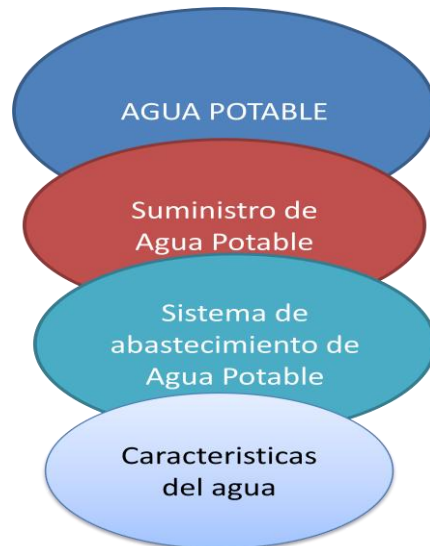 AGUA POTABLE
Suministro de
Agua Potable
Sistema de
abastecimiento de
Agua Potable
Caracteristicas
del agua